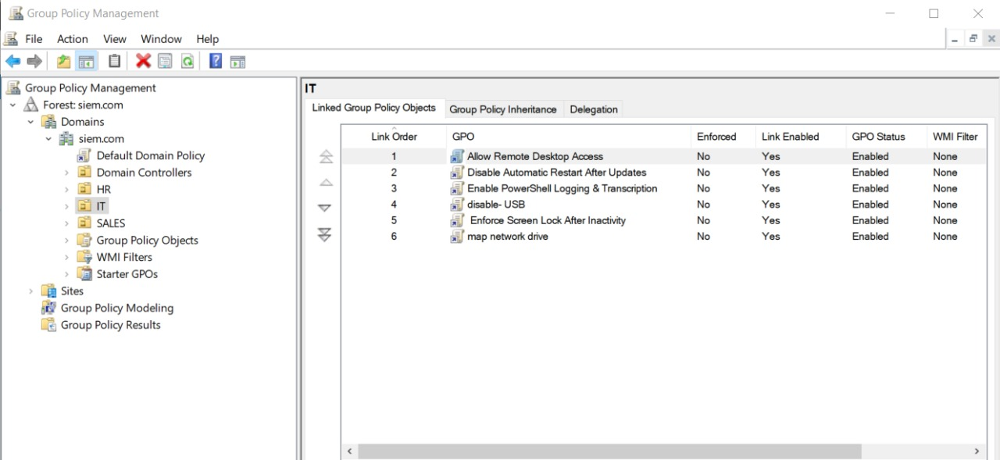 Group Policy Management
File Action View Window Help
Group Policy Management
Forest: siem.com
Domains
siem.com
Default Domain Policy
Domain Controllers
HR
IT
SALES
Group Policy Objects
WMI Filters
Starter GPOs
Sites
Group Policy Modeling
Group Policy Results
IT
Linked Group Policy Objects Group Policy Inheritance Delegation
Link Order GPO Enforced Link Enabled GPO Status WMI Filter
1 Allow Remote Desktop Access No Yes Enabled None
2 Disable Automatic Restart After Updates No Yes Enabled None
3 Enable PowerShell Logging & Transcription No Yes Enabled None
4 disable- USB No Yes Enabled None
5 Enforce Screen Lock After Inactivity No Yes Enabled None
6 map network drive No Yes Enabled None